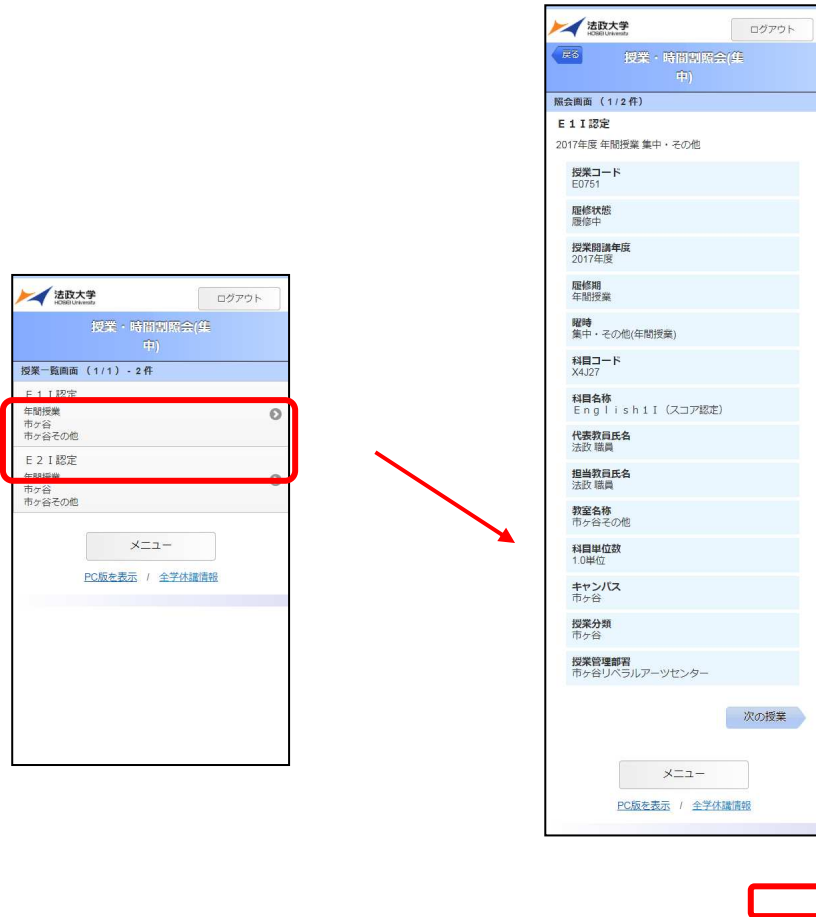 法政大学
HOSEI University
ログアウト
授業・時間割照会(集
中)
授業一覧画面 (1/1) - 2件
E1I認定
年間授業
市ヶ谷
市ヶ谷その他
E2I認定
年間授業
市ヶ谷
市ヶ谷その他
メニュー
PC版を表示 / 全学休講情報
法政大学
HOSEI University
ログアウト
戻る
授業・時間割照会(集
中)
照会画面 (1/2件)
E1I認定
2017年度 年間授業 集中・その他
授業コード
E0751
履修状態
履修中
授業開講年度
2017年度
履修期
年間授業
曜時
集中・その他(年間授業)
科目コード
X4J27
科目名称
English1I(スコア認定)
代表教員氏名
法政 職員
担当教員氏名
法政 職員
教室名称
市ヶ谷その他
科目単位数
1.0単位
キャンパス
市ヶ谷
授業分類
市ヶ谷
授業管理部署
市ヶ谷リベラルアーツセンター
次の授業
メニュー
PC版を表示 / 全学休講情報